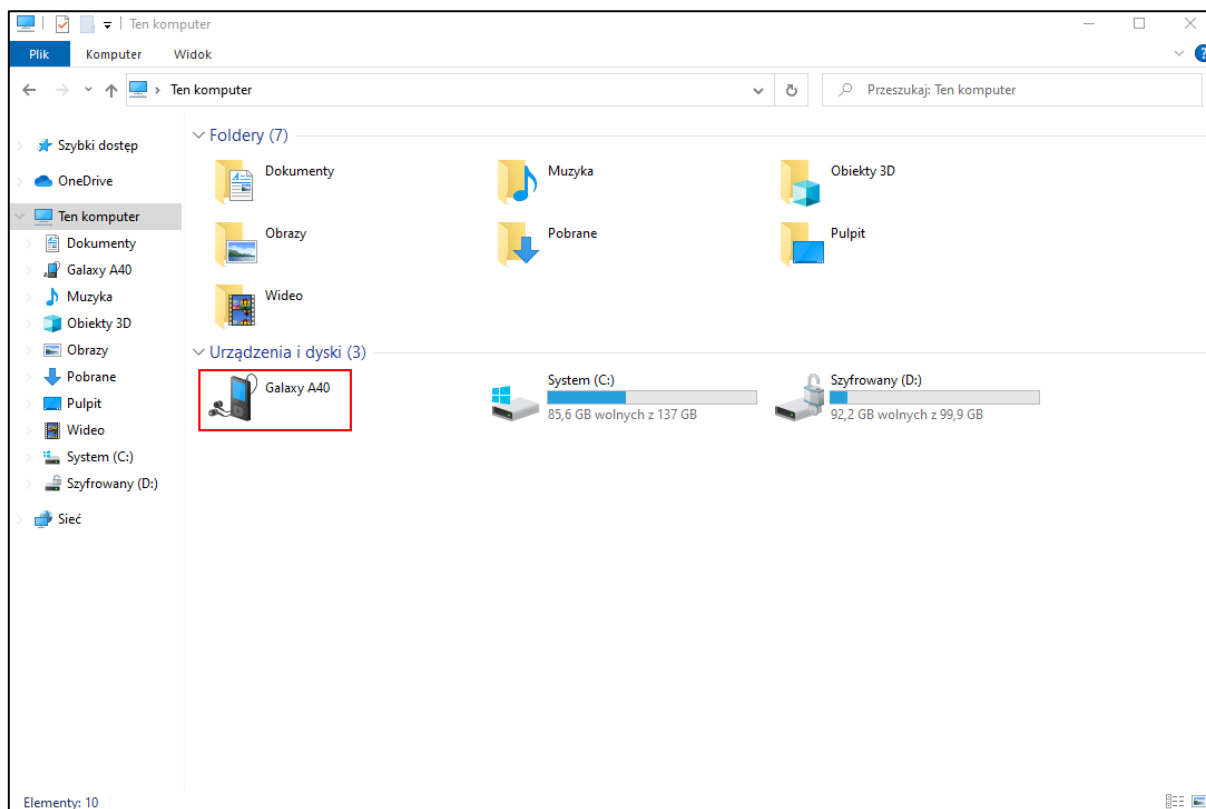 Ten komputer
Plik Komputer Widok
Ten komputer
Przeszukaj: Ten komputer
Szybki dostęp
OneDrive
Ten komputer
Dokumenty
Galaxy A40
Muzyka
Obiekty 3D
Obrazy
Pobrane
Pulpit
Wideo
System (C:)
Szyfrowany (D:)
Sieć
Foldery (7)
Dokumenty
Muzyka
Obiekty 3D
Obrazy
Pobrane
Pulpit
Wideo
Urządzenia i dyski (3)
Galaxy A40
System (C:)
85,6 GB wolnych z 137 GB
Szyfrowany (D:)
92,2 GB wolnych z 99,9 GB
Elementy: 10